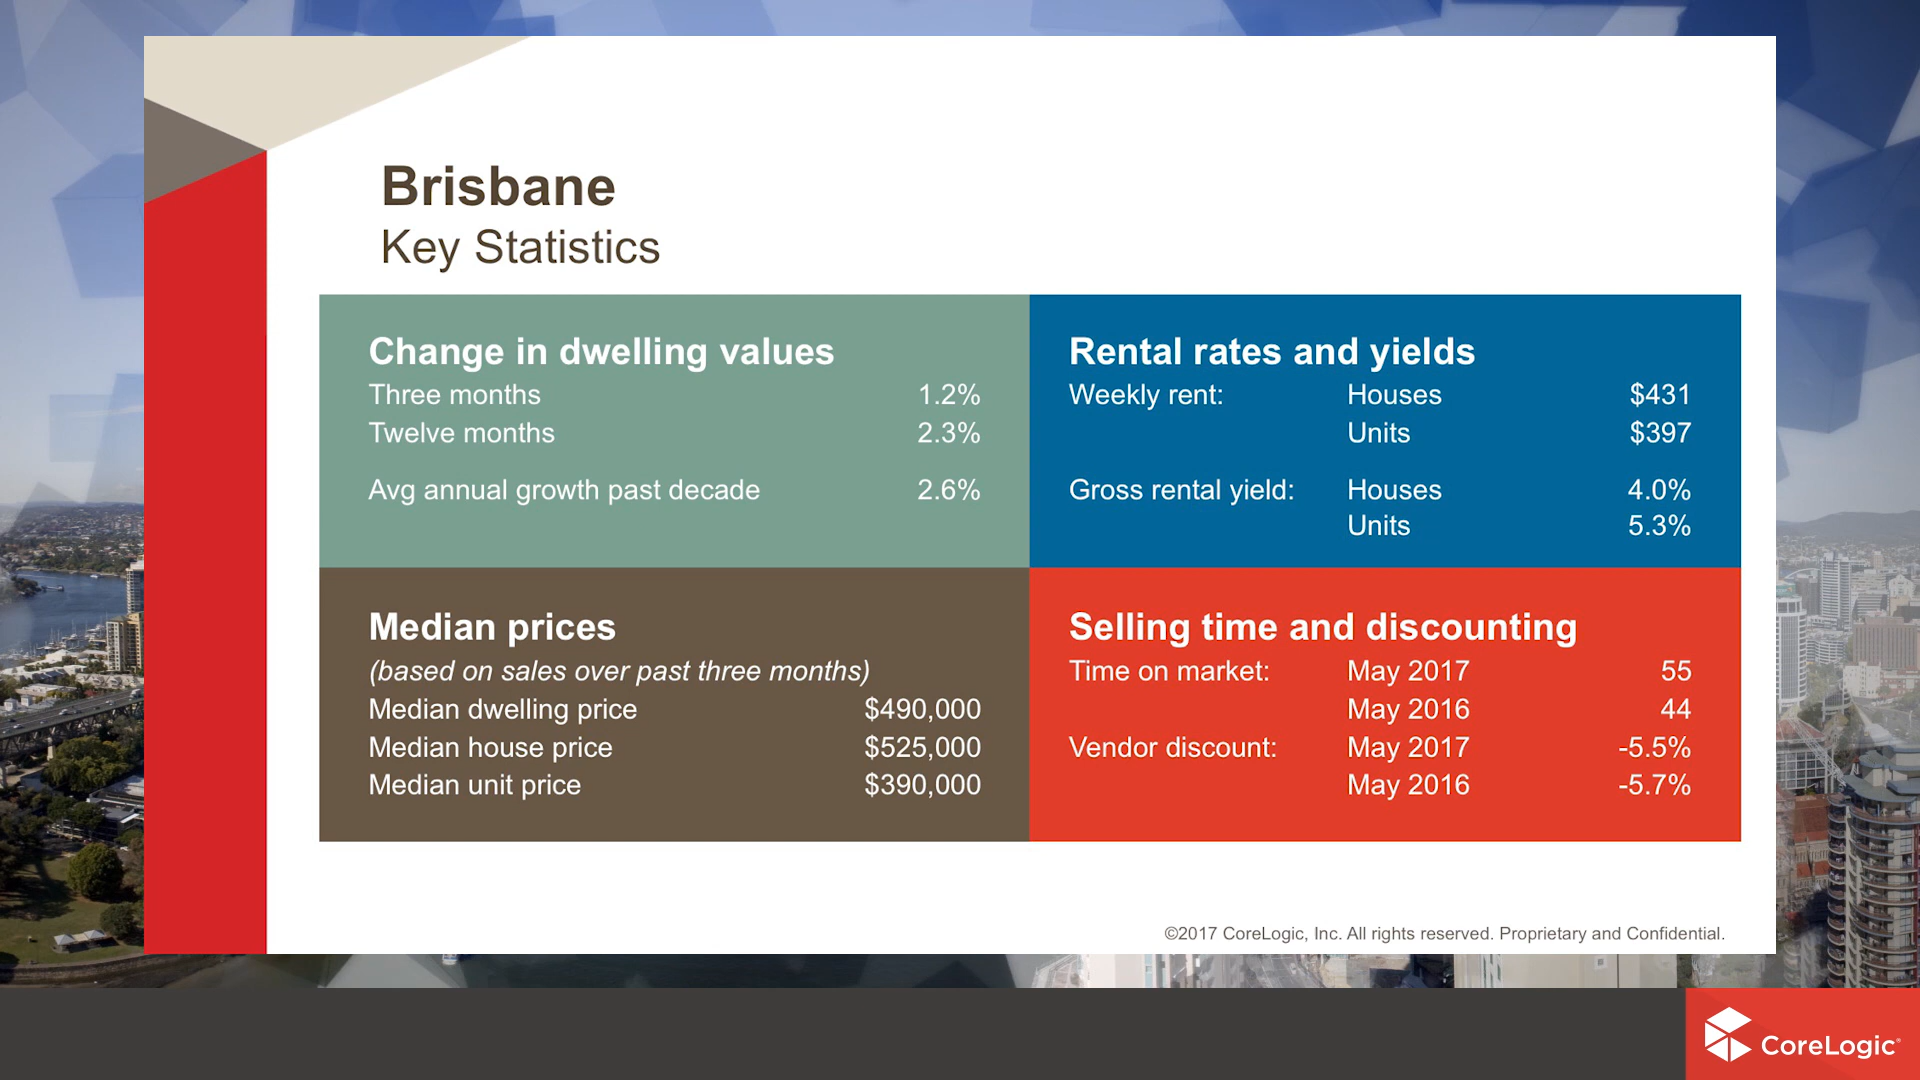 Brisbane
Key Statistics
Change in dwelling values
Three months 1.2%
Twelve months 2.3%
Avg annual growth past decade 2.6%
Rental rates and yields
Weekly rent: Houses $431
Units $397
Gross rental yield: Houses 4.0%
Units 5.3%
Median prices
(based on sales over past three months)
Median dwelling price $490,000
Median house price $525,000
Median unit price $390,000
Selling time and discounting
Time on market: May 2017 55
May 2016 44
Vendor discount: May 2017 -5.5%
May 2016 -5.7%
©2017 CoreLogic, Inc. All rights reserved. Proprietary and Confidential.
CoreLogic